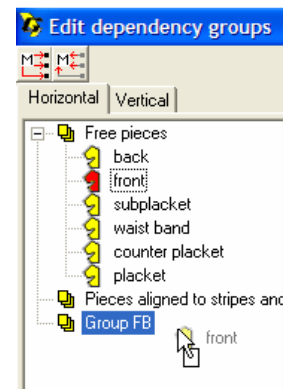 Edit dependency groups
M M
Horizontal Vertical
Free pieces
back
front
subplacket
waist band
counter placket
placket
Pieces aligned to stripes and
Group FB
front